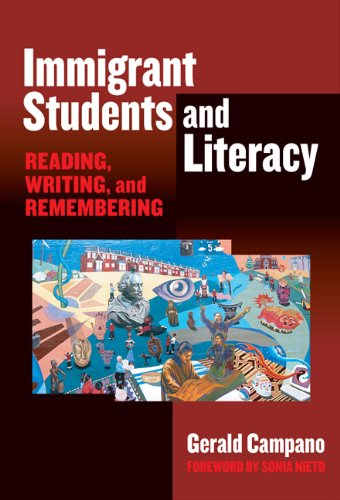 Immigrant
Students and
Literacy
READING,
WRITING, and
REMEMBERING
Gerald Campano
FOREWORD BY SONIA NIETO